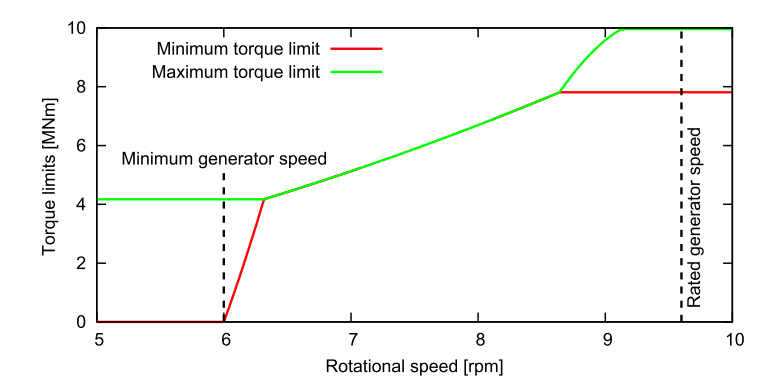 Minimum torque limit
Maximum torque limit
Minimum generator speed
Rated generator speed
Torque limits [MNm]
10
8
6
4
2
0
5 6 7 8 9 10
Rotational speed [rpm]